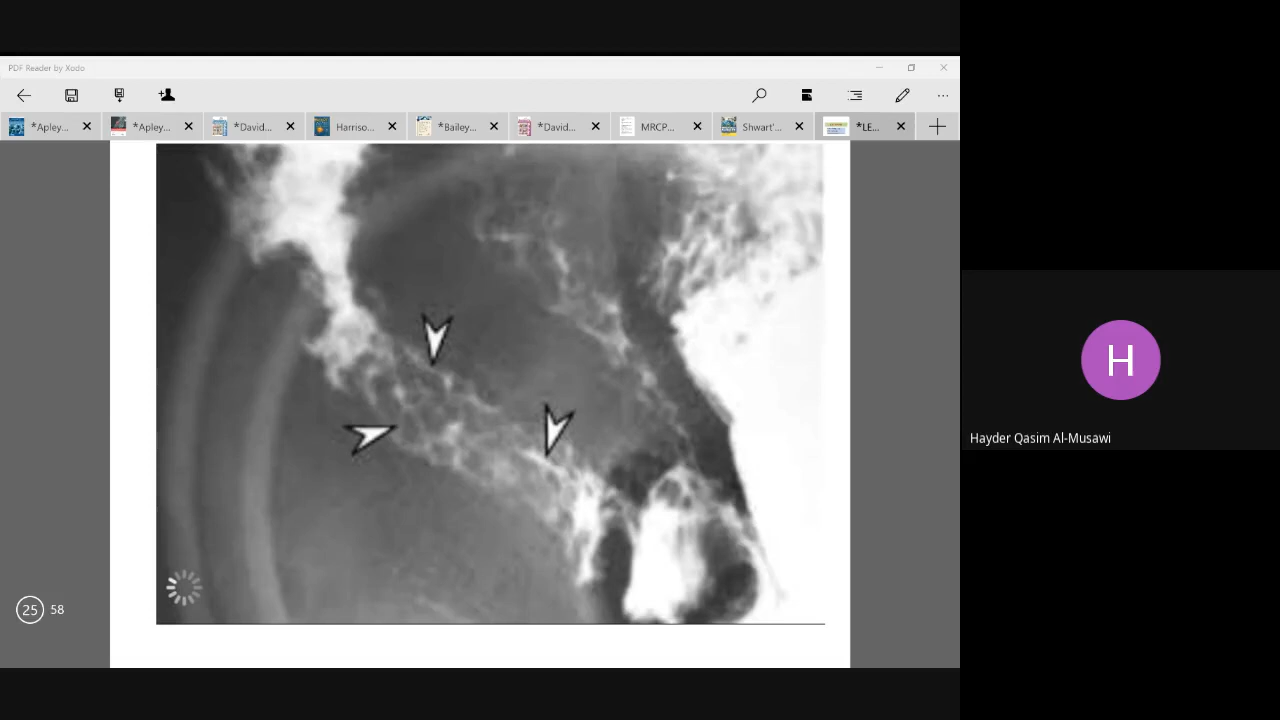 PDF Reader by Xodo
*Apley... *Apley... *David... Harriso... *Bailey... *David... MRCP... Shwart'... *LE...
H
Hayder Qasim Al-Musawi
25 58